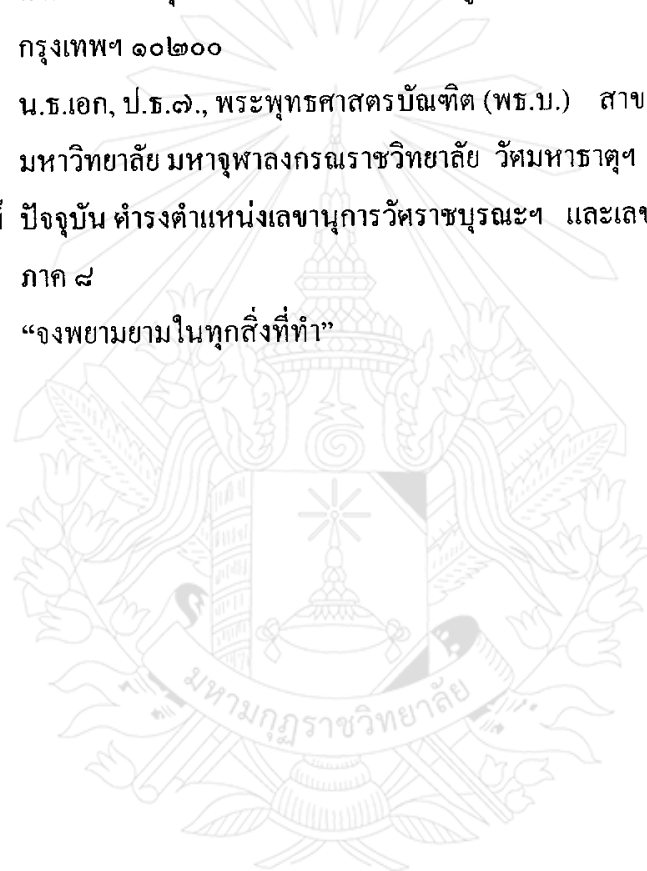 กรุงเทพฯ ๑๐๒๐๐
น.ธ.เอก, ป.ธ.๗., พระพุทธศาสตรบัณฑิต (พธ.บ.) สาข
มหาวิทยาลัย มหาจุฬาลงกรณราชวิทยาลัย วัดมหาธาตุฯ
ปัจจุบัน ดำรงตำแหน่งเลขานุการวัดราชบุรณะฯ และเลข
ภาค ๘
“จงพยามยามในทุกสิ่งที่ทำ”
มหามกุฏราชวิทยาลัย